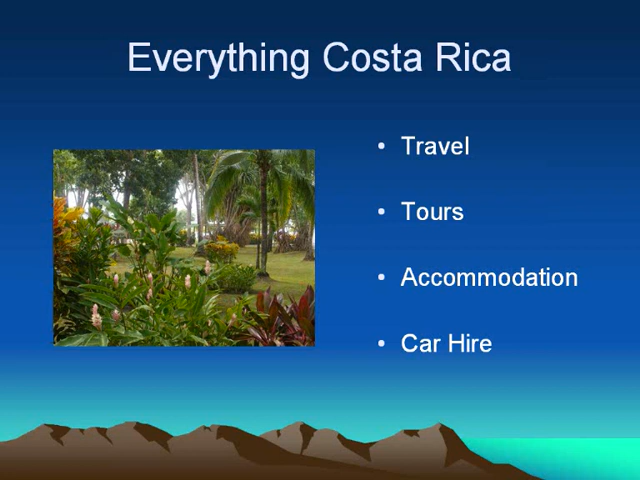 Everything Costa Rica
• Travel
• Tours
• Accommodation
• Car Hire